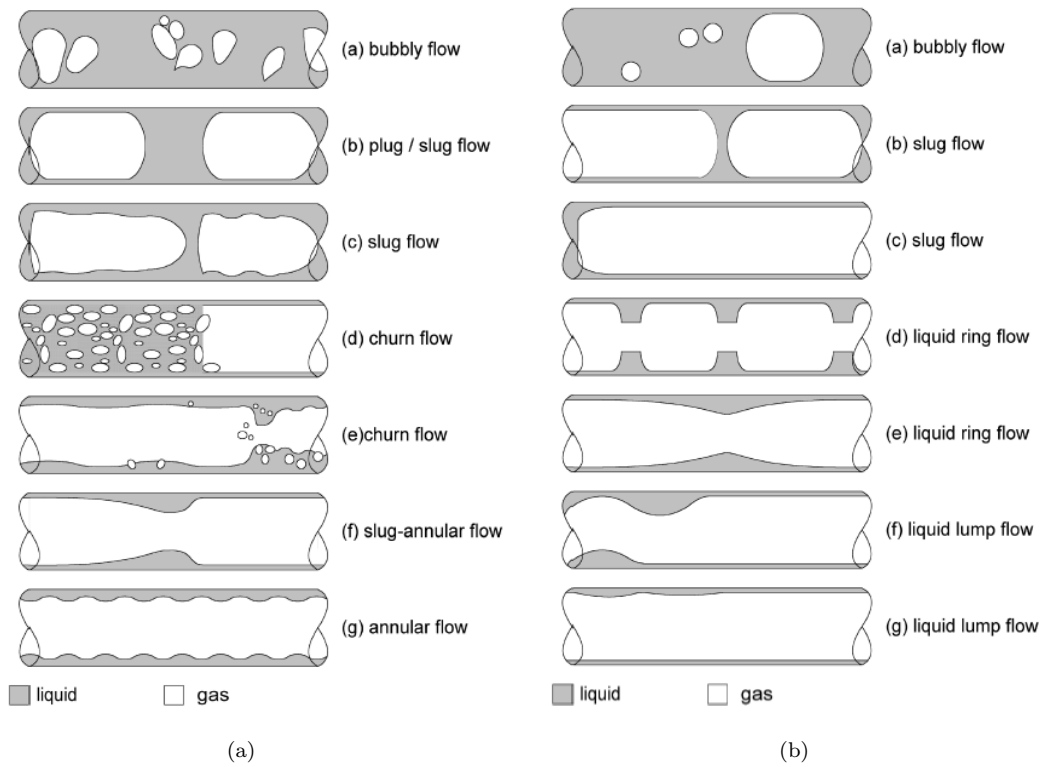 (a) bubbly flow
(b) plug / slug flow
(c) slug flow
(d) churn flow
(e)churn flow
(f) slug-annular flow
(g) annular flow
liquid
gas
(a)
(a) bubbly flow
(b) slug flow
(c) slug flow
(d) liquid ring flow
(e) liquid ring flow
(f) liquid lump flow
(g) liquid lump flow
liquid
gas
(b)